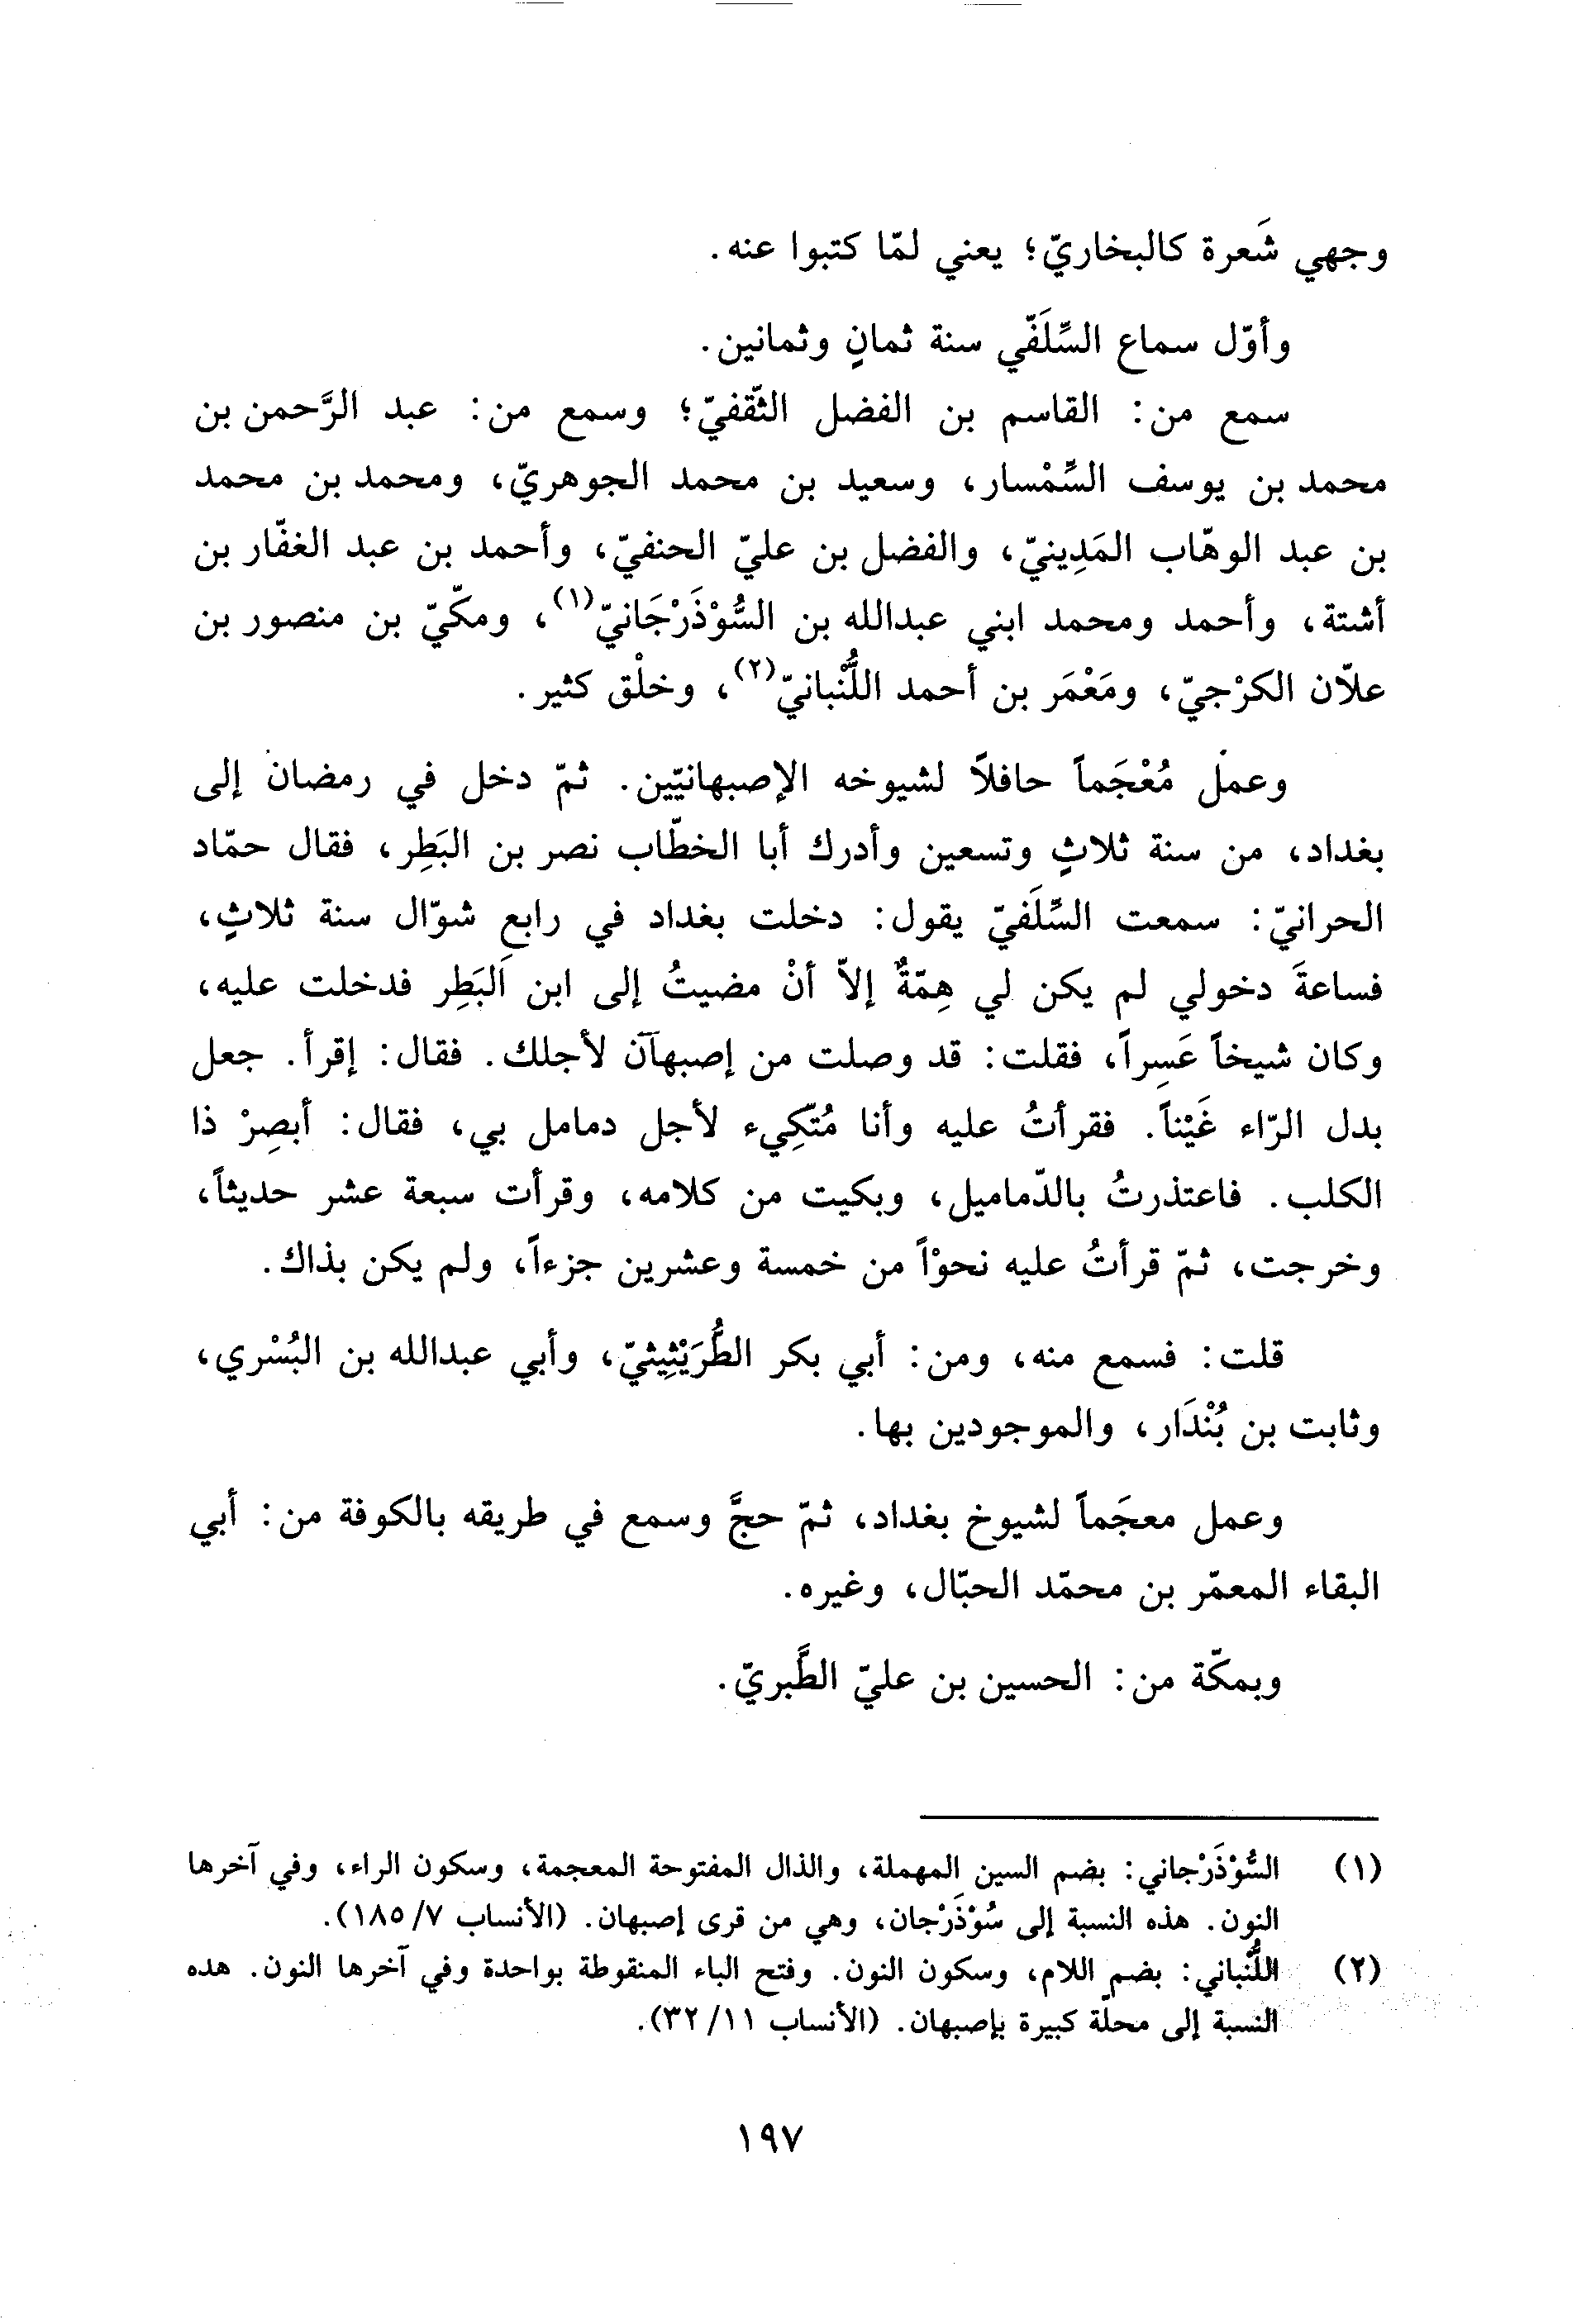 وجهي شَعرة كالبخاريّ؛ يعني لمّا كتبوا عنه.
وأوّل سماع السِّلَفّي سنة ثمانٍ وثمانين.
سمع من: القاسم بن الفضل الثّقفيّ؛ وسمع من: عبد الرَّحمن بن
محمد بن يوسف السِّمْسار، وسعيد بن محمد الجوهريّ، ومحمد بن محمد
بن عبد الوهّاب المَدِينيّ، والفضل بن عليّ الحنفيّ، وأحمد بن عبد الغفّار بن
أشتة، وأحمد ومحمد ابني عبدالله بن السُّوْذَرْجَانيّ(١)، ومكّيّ بن منصور بن
علاّن الكرْجيّ، ومَعْمَر بن أحمد اللُّنْبانيّ(٢)، وخلْق كثير.
وعمل مُعْجَماً حافلاً لشيوخه الإصبهانيّين. ثمّ دخل في رمضان إلى
بغداد، من سنة ثلاثٍ وتسعين وأدرك أبا الخطّاب نصر بن البَطِر، فقال حمّاد
الحرانيّ: سمعت السِّلَفيّ يقول: دخلت بغداد في رابع شوّال سنة ثلاثٍ،
فساعةَ دخولي لم يكن لي هِمّةٌ إلاّ أنْ مضيتُ إلى ابن البَطِر فدخلت عليه،
وكان شيخاً عَسِراً، فقلت: قد وصلت من إصبهآن لأجلك. فقال: إقرأ. جعل
بدل الرّاء غَيْناً. فقرأتُ عليه وأنا مُتّكِيء لأجل دمامل بي، فقال: أبصِرْ ذا
الكلب. فاعتذرتُ بالدّماميل، وبكيت من كلامه، وقرأت سبعة عشر حديثاً،
وخرجت، ثمّ قرأتُ عليه نحوْاً من خمسة وعشرين جزءاً، ولم يكن بذاك.
قلت: فسمع منه، ومن: أبي بكر الطُّرَيْثِيثيّ، وأبي عبدالله بن البُسْري،
وثابت بن بُنْدَار، والموجودين بها.
وعمل معجَماً لشيوخ بغداد، ثمّ حجَّ وسمع في طريقه بالكوفة من: أبي
البقاء المعمّر بن محمّد الحبّال، وغيره.
وبمكّة من: الحسين بن عليّ الطَّبريّ.
(١) السُّوْذَرْجاني: بضم السين المهملة، والذال المفتوحة المعجمة، وسكون الراء، وفي آخرها
النون. هذه النسبة إلى سُوْذَرْجان، وهي من قرى إصبهان. (الأنساب ٧/ ١٨٥).
(٢) اللُّنْباني: بضم اللام، وسكون النون. وفتح الباء المنقوطة بواحدة وفي آخرها النون. هده
النسبة إلى محلّة كبيرة بإصبهان. (الأنساب ١١/ ٣٢).
١٩٧